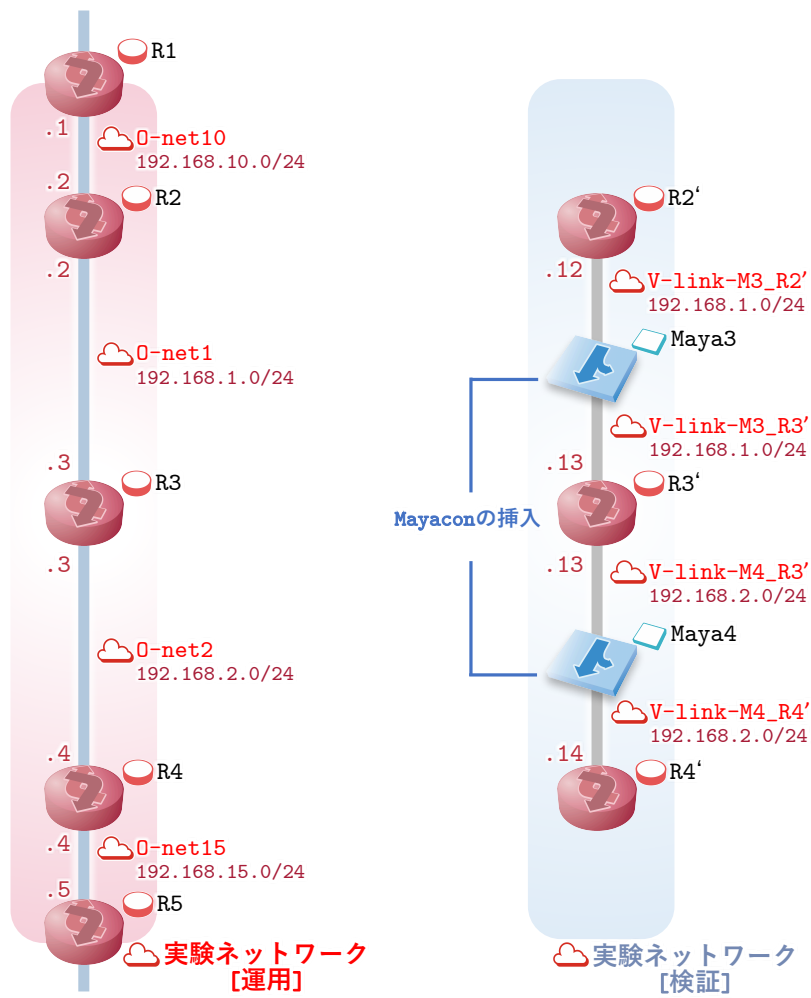 R1
.1
O-net10
192.168.10.0/24
.2
R2
.2
O-net1
192.168.1.0/24
.3
R3
.3
O-net2
192.168.2.0/24
.4
R4
.4
O-net15
192.168.15.0/24
.5
R5
実験ネットワーク
[運用]
R2‘
.12
V-link-M3_R2’
192.168.1.0/24
Maya3
V-link-M3_R3’
192.168.1.0/24
.13
R3‘
Mayaconの挿入
.13
V-link-M4_R3’
192.168.2.0/24
Maya4
V-link-M4_R4’
192.168.2.0/24
.14
R4‘
実験ネットワーク
[検証]